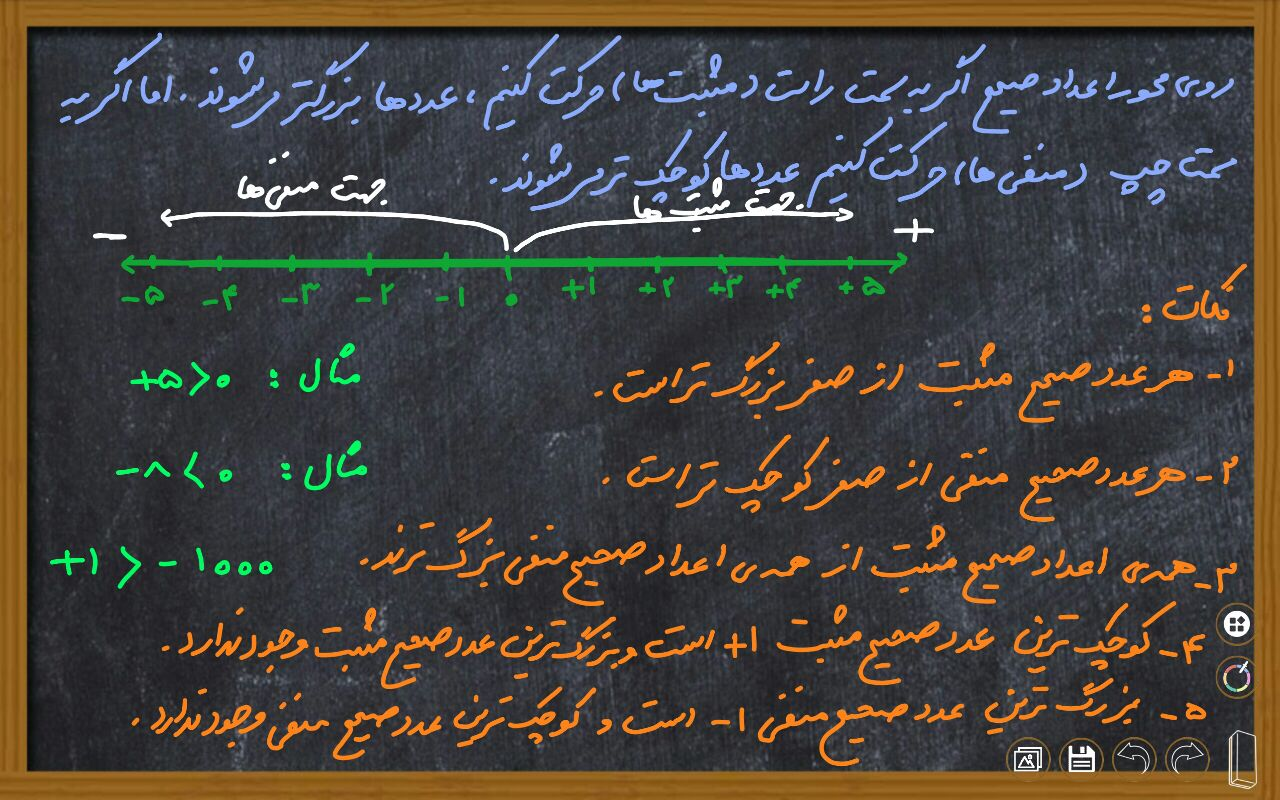 روی محور اعداد صحیح اگر به سمت راست (مثبت‌ها) حرکت کنیم، عددها بزرگتر می‌شوند. اما اگر به
سمت چپ (منفی‌ها) حرکت کنیم عددها کوچک‌تر می‌شوند.
جهت منفی‌ها جهت مثبت‌ها
- +
-۵ -۴ -۳ -۲ -۱ ۰ +۱ +۲ +۳ +۴ +۵
نکات:
۱- هر عدد صحیح مثبت از صفر بزرگ‌تر است. مثال: +۵>۰
۲- هر عدد صحیح منفی از صفر کوچک‌تر است. مثال: -۸<۰
۳- همه‌ی اعداد صحیح مثبت از همه‌ی اعداد صحیح منفی بزرگ‌ترند. +۱>-۱۰۰۰
۴- کوچک‌ترین عدد صحیح مثبت +۱ است و بزرگ‌ترین عدد صحیح مثبت وجود ندارد.
۵- بزرگ‌ترین عدد صحیح منفی -۱ است و کوچک‌ترین عدد صحیح منفی وجود ندارد.